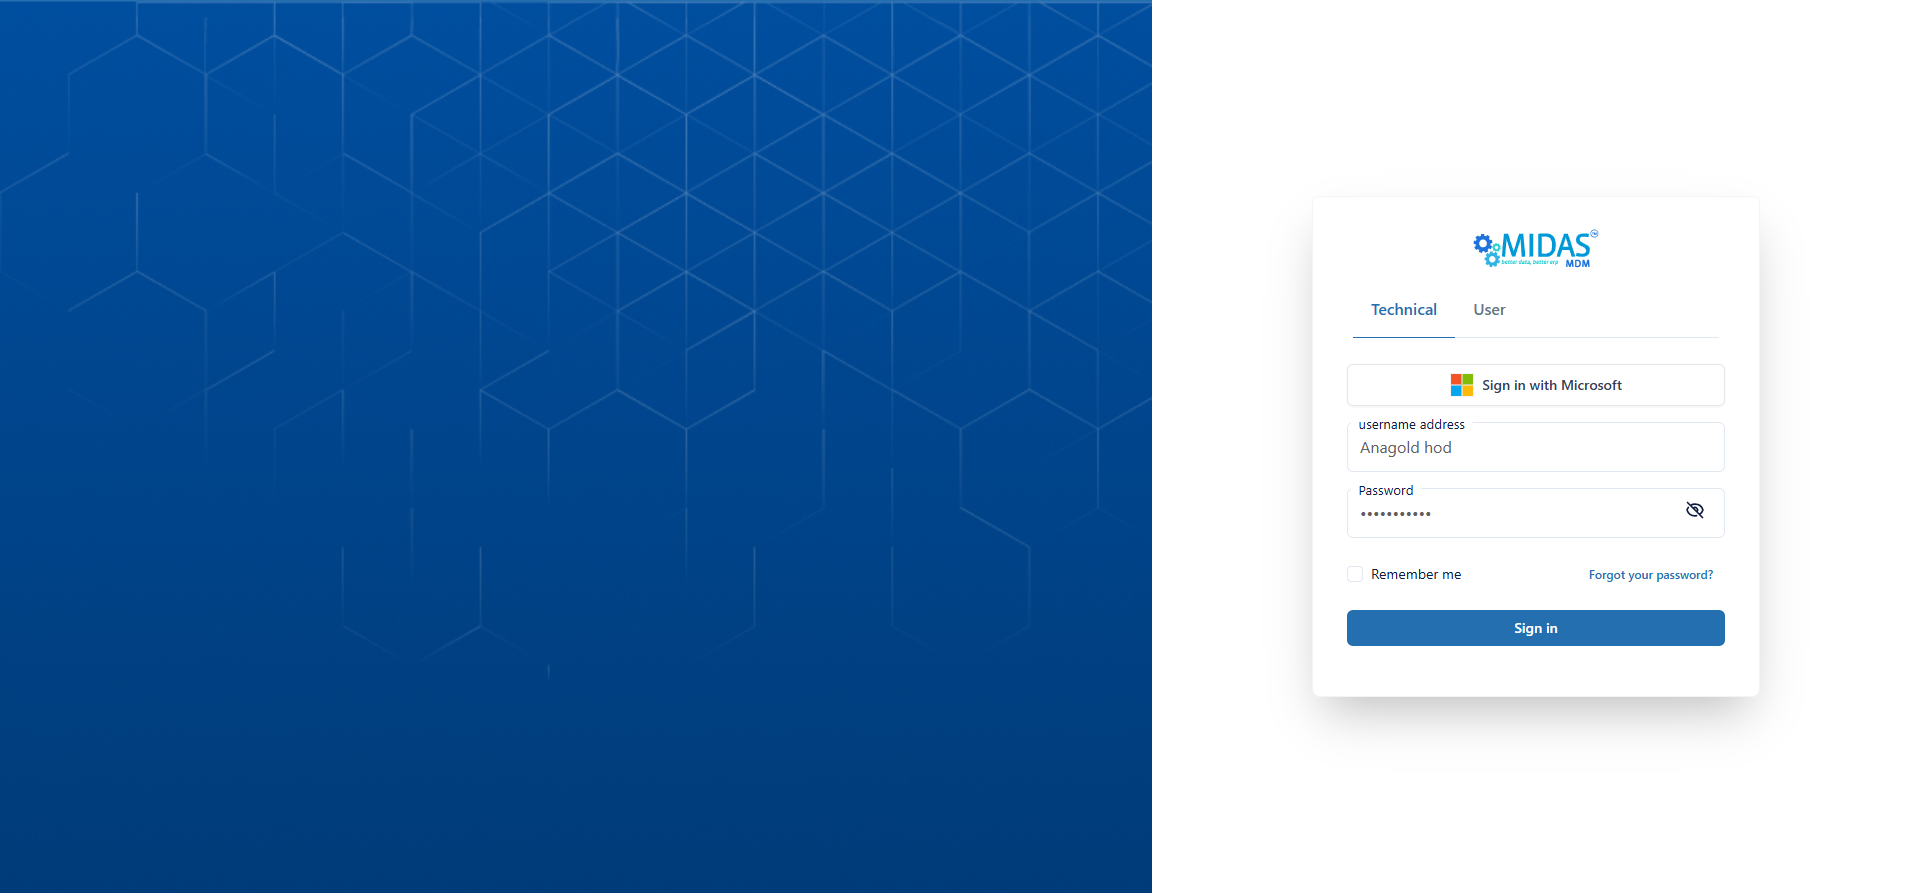 MIDAS
better data, better erp MDM
Technical User
Sign in with Microsoft
username address
Anagold hod
Password
•••••••••••
Remember me Forgot your password?
Sign in